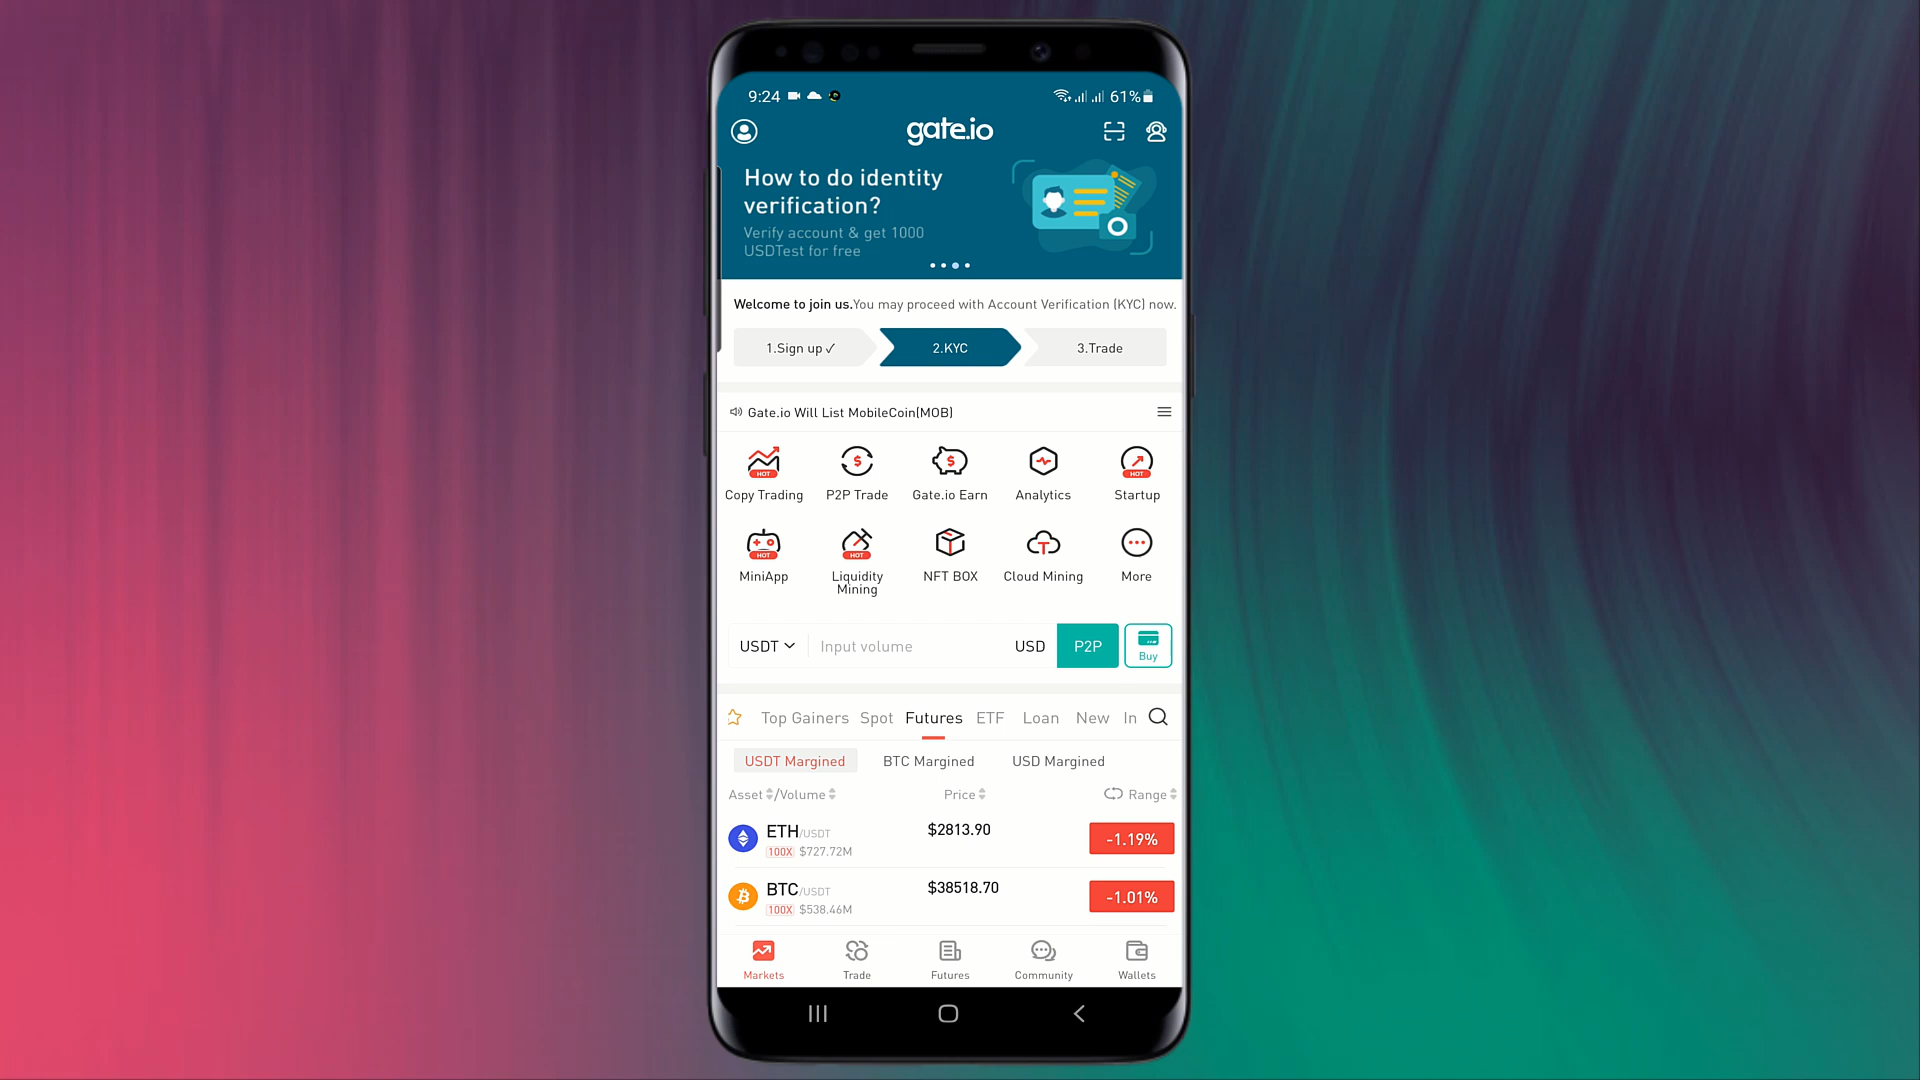 9:24
61%
gate.io
How to do identity
verification?
Verify account & get 1000
USDTest for free
Welcome to join us.You may proceed with Account Verification (KYC) now.
1.Sign up ✓
2.KYC
3.Trade
Gate.io Will List MobileCoin(MOB)
HOT
HOT
Copy Trading
P2P Trade
Gate.io Earn
Analytics
Startup
HOT
HOT
MiniApp
Liquidity
Mining
NFT BOX
Cloud Mining
More
USDT
Input volume
USD
P2P
Buy
Top Gainers
Spot
Futures
ETF
Loan
New
In
USDT Margined
BTC Margined
USD Margined
Asset
/Volume
Price
Range
ETH/USDT
$2813.90
-1.19%
100X $727.72M
BTC/USDT
$38518.70
-1.01%
100X $538.46M
Markets
Trade
Futures
Community
Wallets